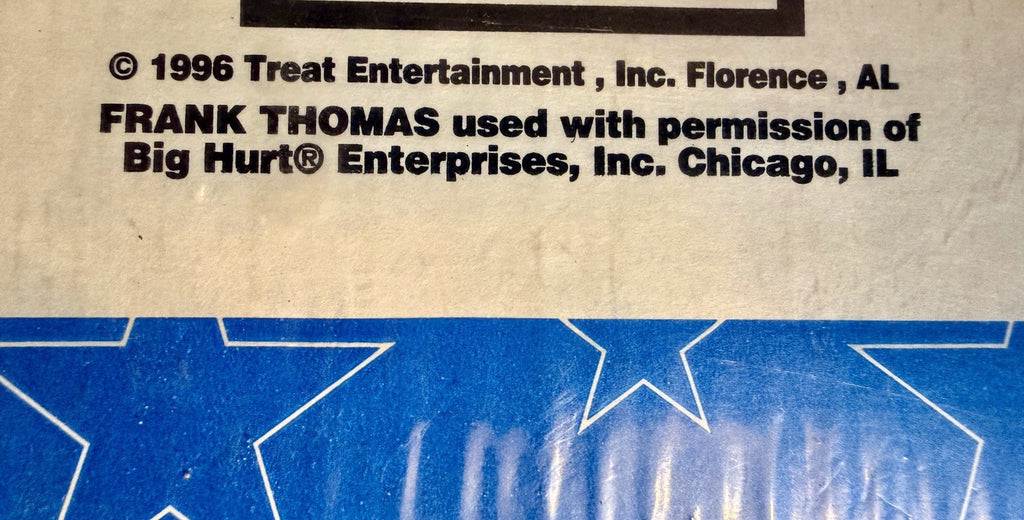 © 1996 Treat Entertainment , Inc. Florence , AL
FRANK THOMAS used with permission of
Big Hurt® Enterprises, Inc. Chicago, IL